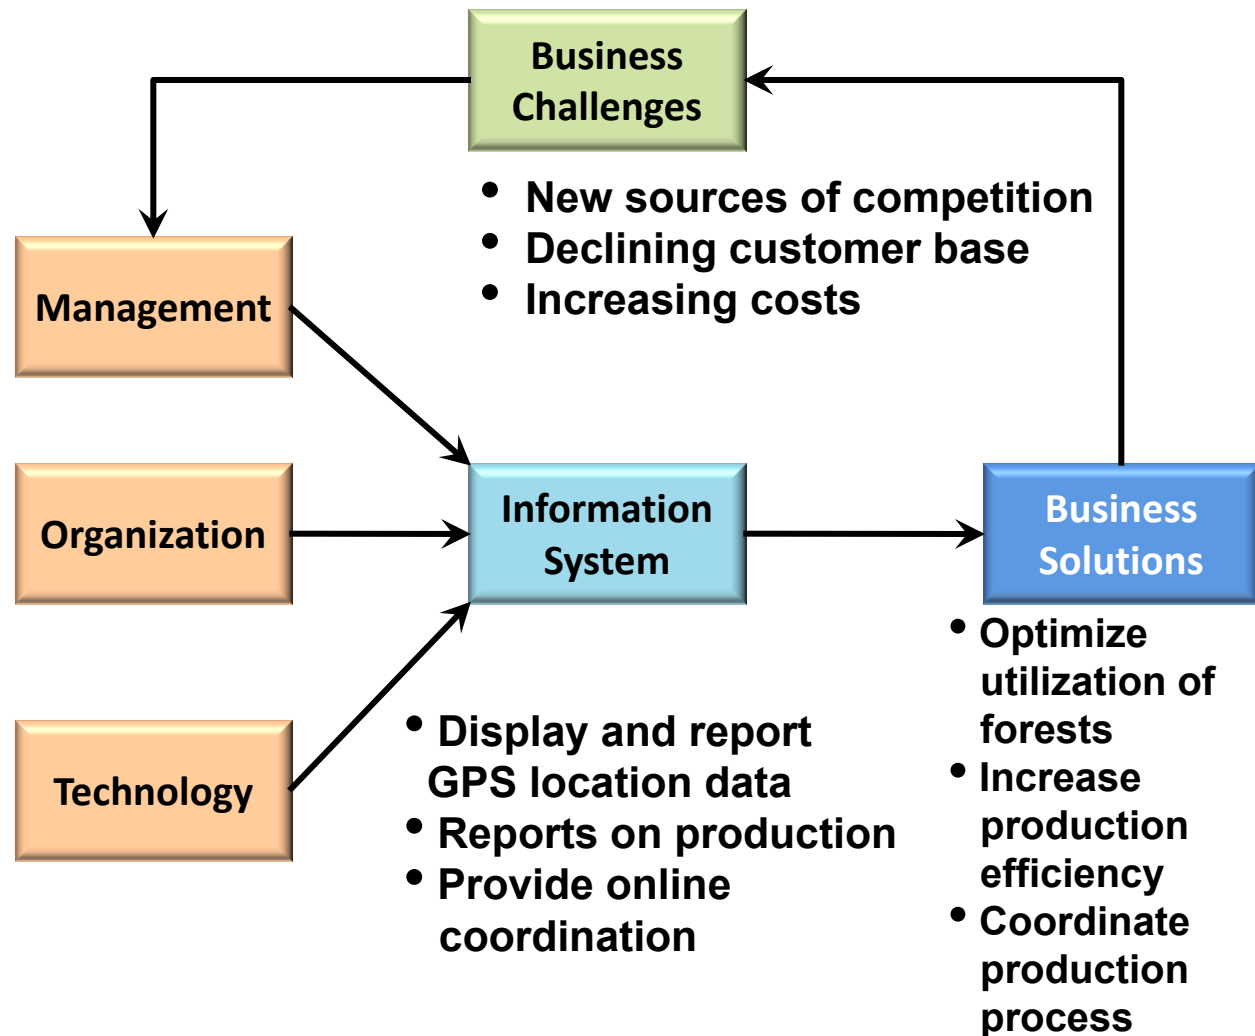 Business
Challenges
• New sources of competition
• Declining customer base
• Increasing costs
Management
Organization
Information
System
Business
Solutions
Technology
• Display and report
GPS location data
• Reports on production
• Provide online
coordination
• Optimize
utilization of
forests
• Increase
production
efficiency
• Coordinate
production
process